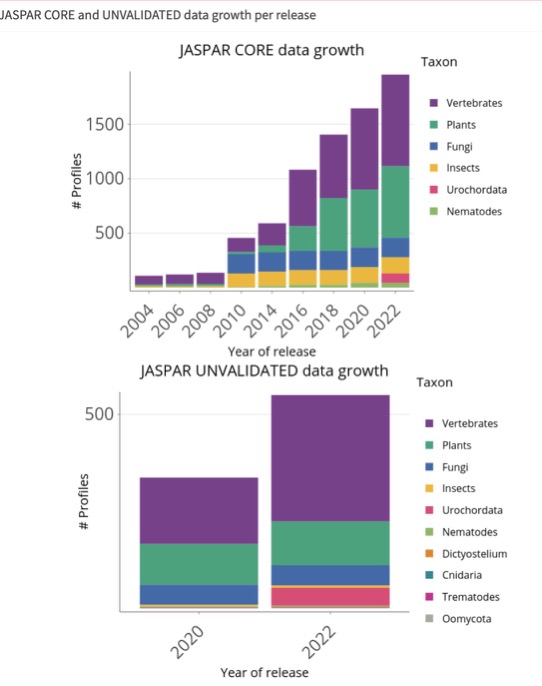 JASPAR CORE and UNVALIDATED data growth per release
JASPAR CORE data growth
Taxon
Vertebrates
Plants
Fungi
Insects
Urochordata
Nematodes
# Profiles
1500
1000
500
2004
2006
2008
2010
2014
2016
2018
2020
2022
Year of release
JASPAR UNVALIDATED data growth
Taxon
Vertebrates
Plants
Fungi
Insects
Urochordata
Nematodes
Dictyostelium
Cnidaria
Trematodes
Oomycota
# Profiles
500
2020
2022
Year of release